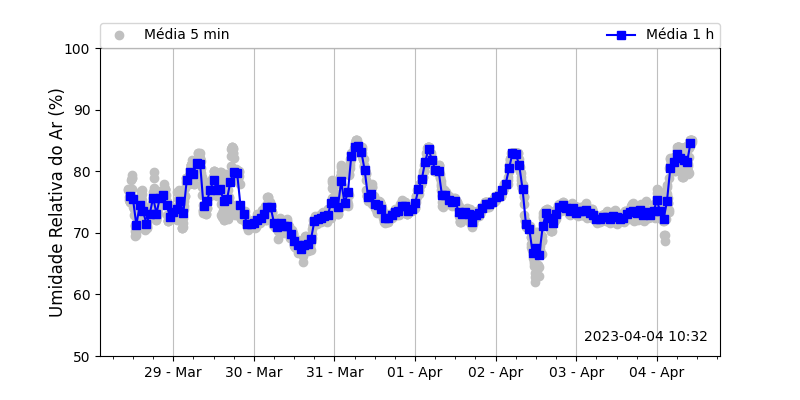 Média 5 min
Média 1 h
100
90
80
70
60
50
Umidade Relativa do Ar (%)
2023-04-04 10:32
29 - Mar
30 - Mar
31 - Mar
01 - Apr
02 - Apr
03 - Apr
04 - Apr